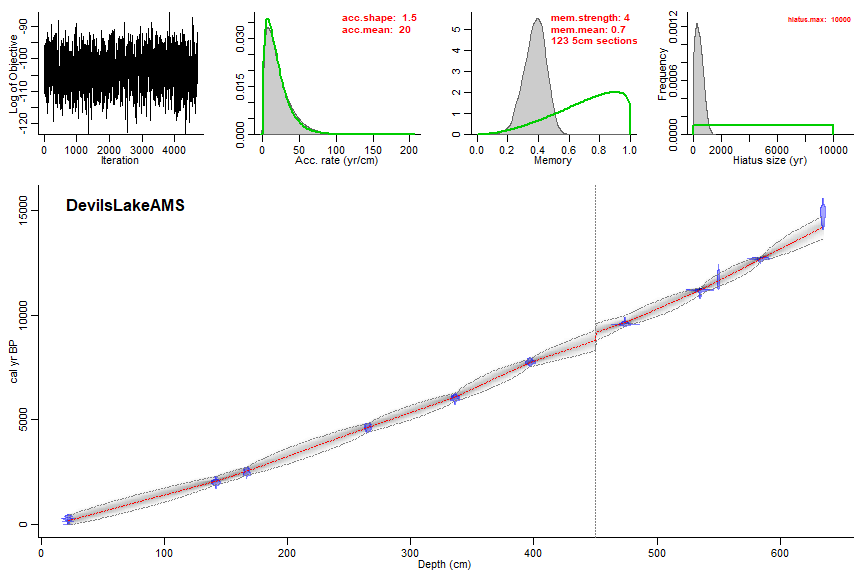 -90
-100
-110
-120
Log of Objective
0 1000 2000 3000 4000
Iteration
acc.shape: 1.5
acc.mean: 20
0.030
0.015
0.000
0 50 100 150 200
Acc. rate (yr/cm)
mem.strength: 4
mem.mean: 0.7
123 5cm sections
5
4
3
2
1
0
0.0 0.2 0.4 0.6 0.8 1.0
Memory
hiatus.max: 10000
0.0012
0.0006
0.0000
Frequency
0 2000 6000 10000
Hiatus size (yr)
DevilsLakeAMS
15000
10000
5000
0
cal yr BP
0 100 200 300 400 500 600
Depth (cm)